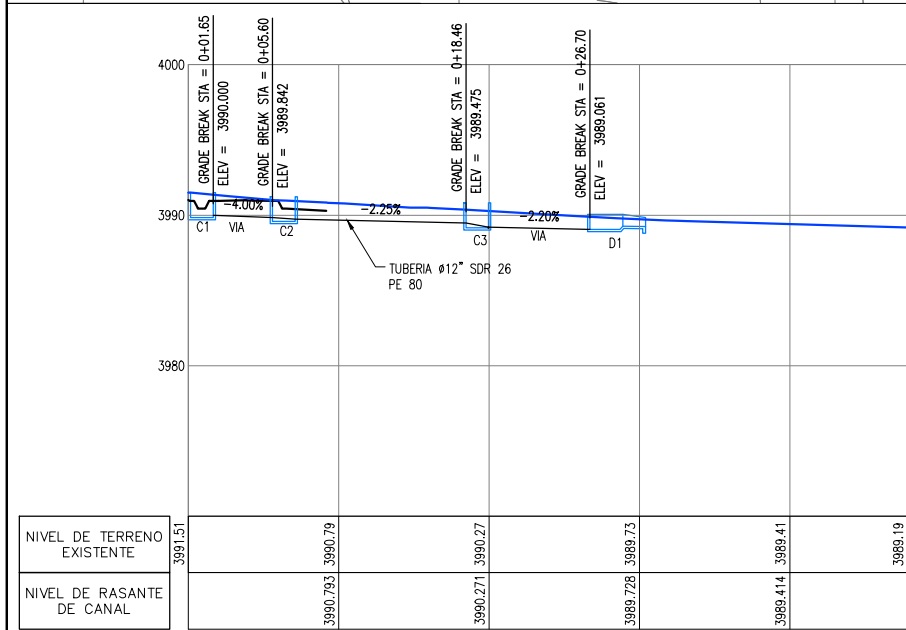 GRADE BREAK STA = 0+01.65
ELEV = 3990.000
GRADE BREAK STA = 0+05.60
ELEV = 3989.842
GRADE BREAK STA = 0+18.46
ELEV = 3989.475
GRADE BREAK STA = 0+26.70
ELEV = 3989.061
4000
3990
3980
-4.00%
-2.25%
-2.20%
C1
VIA
C2
C3
VIA
D1
TUBERIA ø12" SDR 26
PE 80
NIVEL DE TERRENO
EXISTENTE
3991.51
3990.79
3990.27
3989.73
3989.41
3989.19
NIVEL DE RASANTE
DE CANAL
3990.793
3990.271
3989.728
3989.414